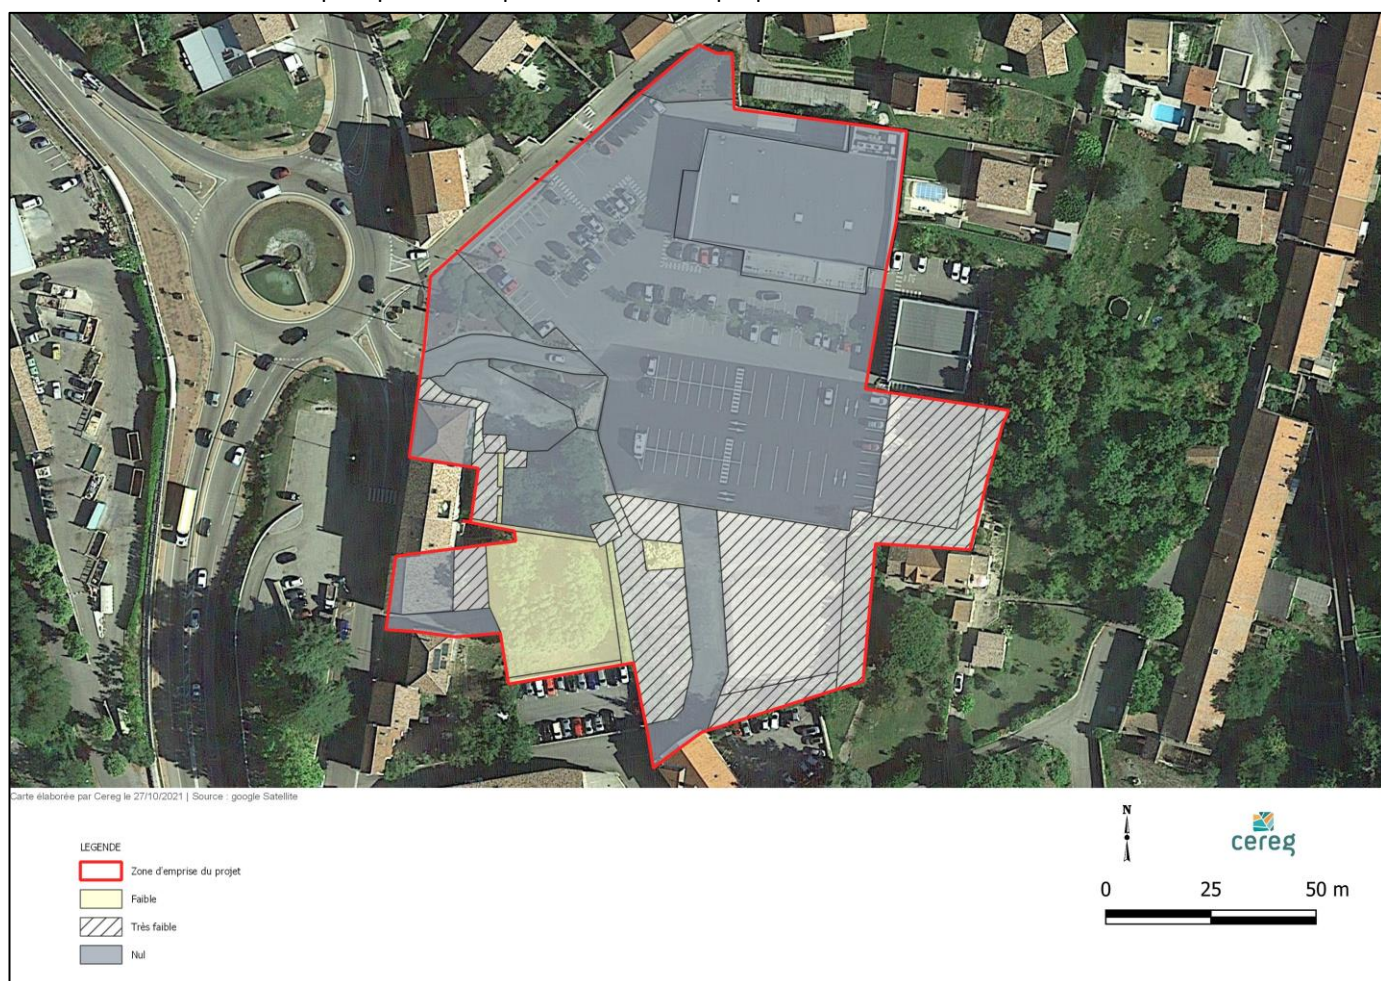 Carte élaborée par Cereg le 27/10/2021 | Source : google Satellite
LEGENDE
Zone d'emprise du projet
Faible
Très faible
Nul
N
cereg
0 25 50 m